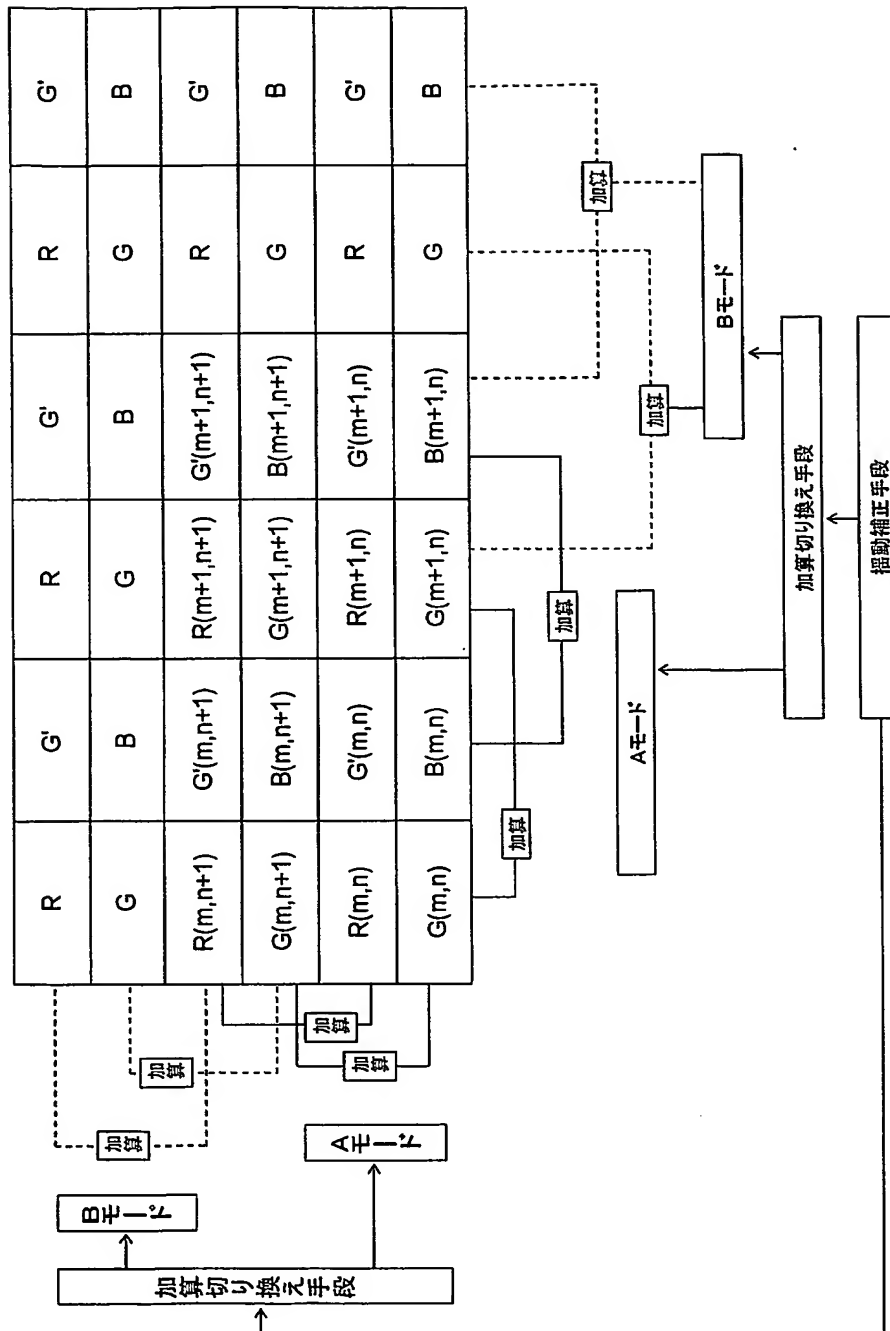 R G' R G' R G'
G B G B G B
R(m,n+1) G'(m,n+1) R(m+1,n+1) G'(m+1,n+1) R G'
G(m,n+1) B(m,n+1) G(m+1,n+1) B(m+1,n+1) G B
R(m,n) G'(m,n) R(m+1,n) G'(m+1,n) R G'
G(m,n) B(m,n) G(m+1,n) B(m+1,n) G B
加算切り換え手段
Bモード
Aモード
加算
加算
加算
加算
加算
加算
加算
加算
Aモード
Bモード
加算切り換え手段
揺動補正手段